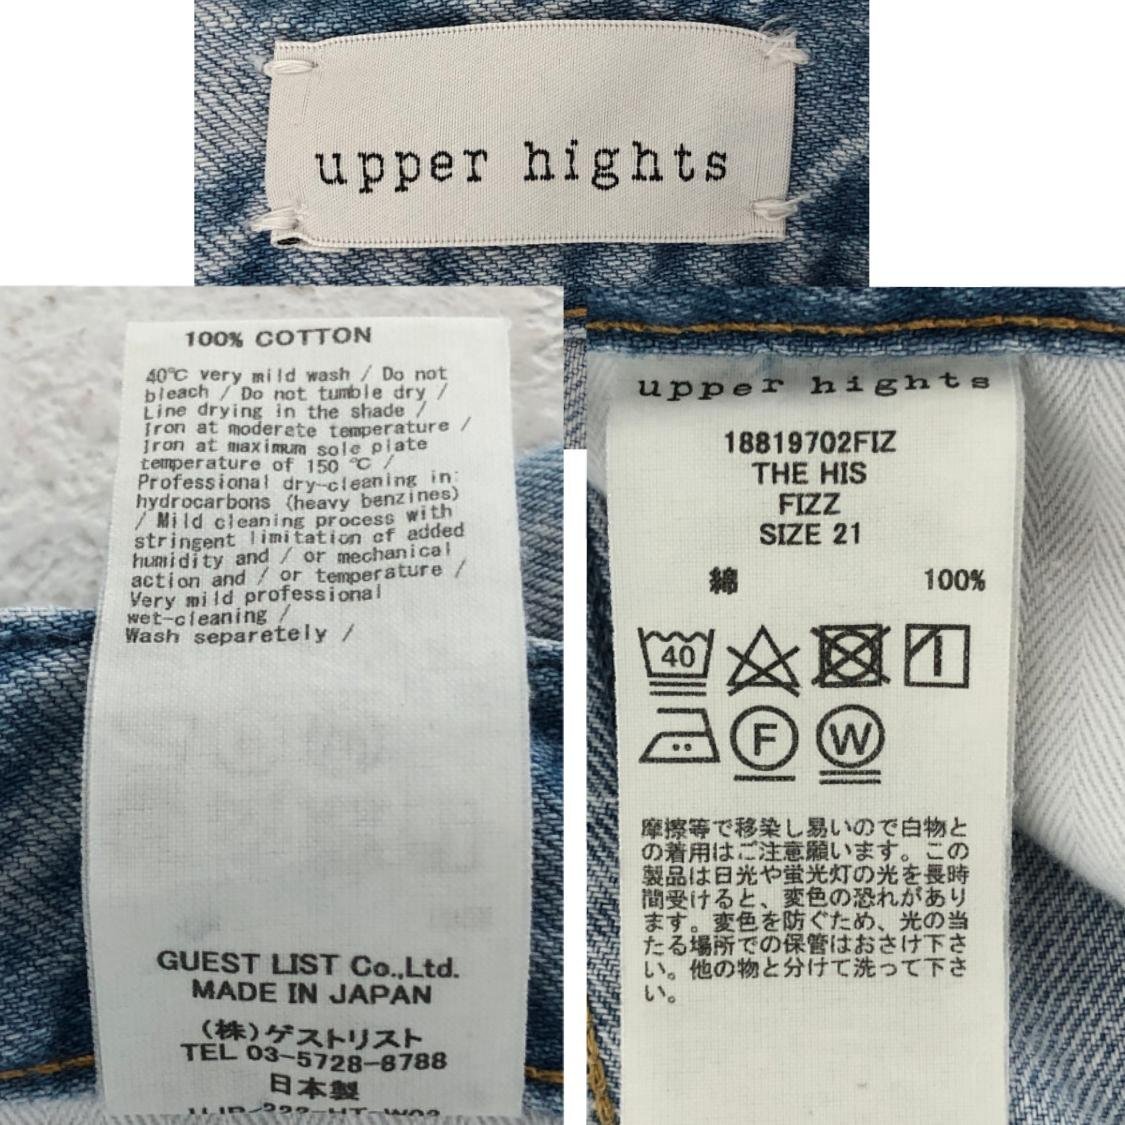 upper hights
100% COTTON
40℃ very mild wash / Do not
bleach / Do not tumble dry /
Line drying in the shade /
Iron at moderate temperature /
Iron at maximum sole plate
temperature of 150 ℃ /
Professional dry-cleaning in:
hydrocarbons (heavy benzines)
/ Mild cleaning process with
stringent limitation of added
humidity and / or mechanical
action and / or temperature /
Very mild professional
wet-cleaning /
Wash separetely /
GUEST LIST Co.,Ltd.
MADE IN JAPAN
(株)ゲストリスト
TEL 03-5728-8788
日本製
upper hights
18819702FIZ
THE HIS
FIZZ
SIZE 21
綿 100%
40
F W
摩擦等で移染し易いので白物と
の着用はご注意願います。この
製品は日光や蛍光灯の光を長時
間受けると、変色の恐れがあり
ます。変色を防ぐため、光の当
たる場所での保管はおさけ下さ
い。他の物と分けて洗って下さ
い。